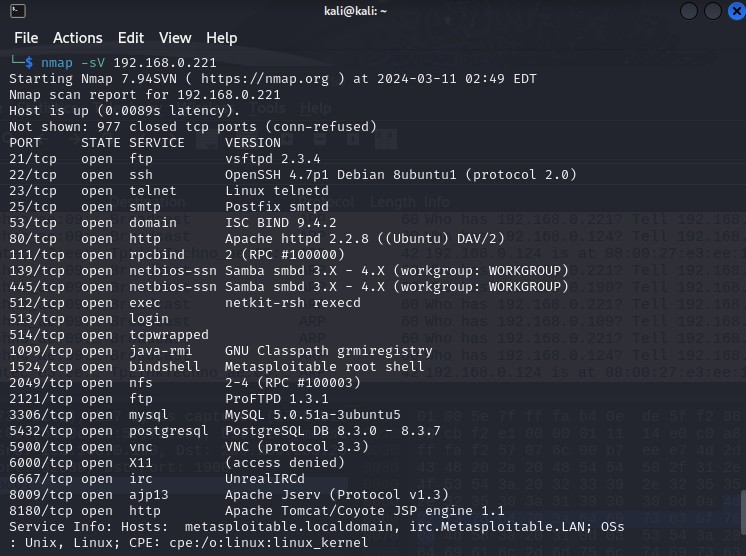 kali@kali: ~
File Actions Edit View Help
└─$ nmap -sV 192.168.0.221
Starting Nmap 7.94SVN ( https://nmap.org ) at 2024-03-11 02:49 EDT
Nmap scan report for 192.168.0.221
Host is up (0.0089s latency).
Not shown: 977 closed tcp ports (conn-refused)
PORT     STATE SERVICE     VERSION
21/tcp   open  ftp         vsftpd 2.3.4
22/tcp   open  ssh         OpenSSH 4.7p1 Debian 8ubuntu1 (protocol 2.0)
23/tcp   open  telnet      Linux telnetd
25/tcp   open  smtp        Postfix smtpd
53/tcp   open  domain      ISC BIND 9.4.2
80/tcp   open  http        Apache httpd 2.2.8 ((Ubuntu) DAV/2)
111/tcp  open  rpcbind     2 (RPC #100000)
139/tcp  open  netbios-ssn Samba smbd 3.X - 4.X (workgroup: WORKGROUP)
445/tcp  open  netbios-ssn Samba smbd 3.X - 4.X (workgroup: WORKGROUP)
512/tcp  open  exec        netkit-rsh rexecd
513/tcp  open  login
514/tcp  open  tcpwrapped
1099/tcp open  java-rmi    GNU Classpath grmiregistry
1524/tcp open  bindshell   Metasploitable root shell
2049/tcp open  nfs         2-4 (RPC #100003)
2121/tcp open  ftp         ProFTPD 1.3.1
3306/tcp open  mysql       MySQL 5.0.51a-3ubuntu5
5432/tcp open  postgresql  PostgreSQL DB 8.3.0 - 8.3.7
5900/tcp open  vnc         VNC (protocol 3.3)
6000/tcp open  X11         (access denied)
6667/tcp open  irc         UnrealIRCd
8009/tcp open  ajp13       Apache Jserv (Protocol v1.3)
8180/tcp open  http        Apache Tomcat/Coyote JSP engine 1.1
Service Info: Hosts:  metasploitable.localdomain, irc.Metasploitable.LAN; OSs
: Unix, Linux; CPE: cpe:/o:linux:linux_kernel